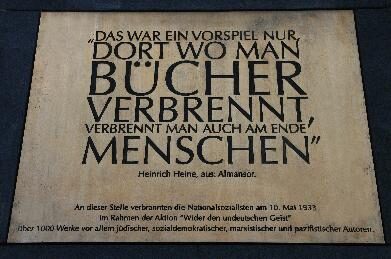 „DAS WAR EIN VORSPIEL NUR,
DORT WO MAN
BÜCHER
VERBRENNT,
VERBRENNT MAN AUCH AM ENDE
MENSCHEN”
Heinrich Heine, aus: Almansor.
An dieser Stelle verbrannten die Nationalsozialisten am 10. Mai 1933
im Rahmen der Aktion "Wider den undeutschen Geist"
über 1000 Werke vor allem jüdischer, sozialdemokratischer, marxistischer und pazifistischer Autoren.